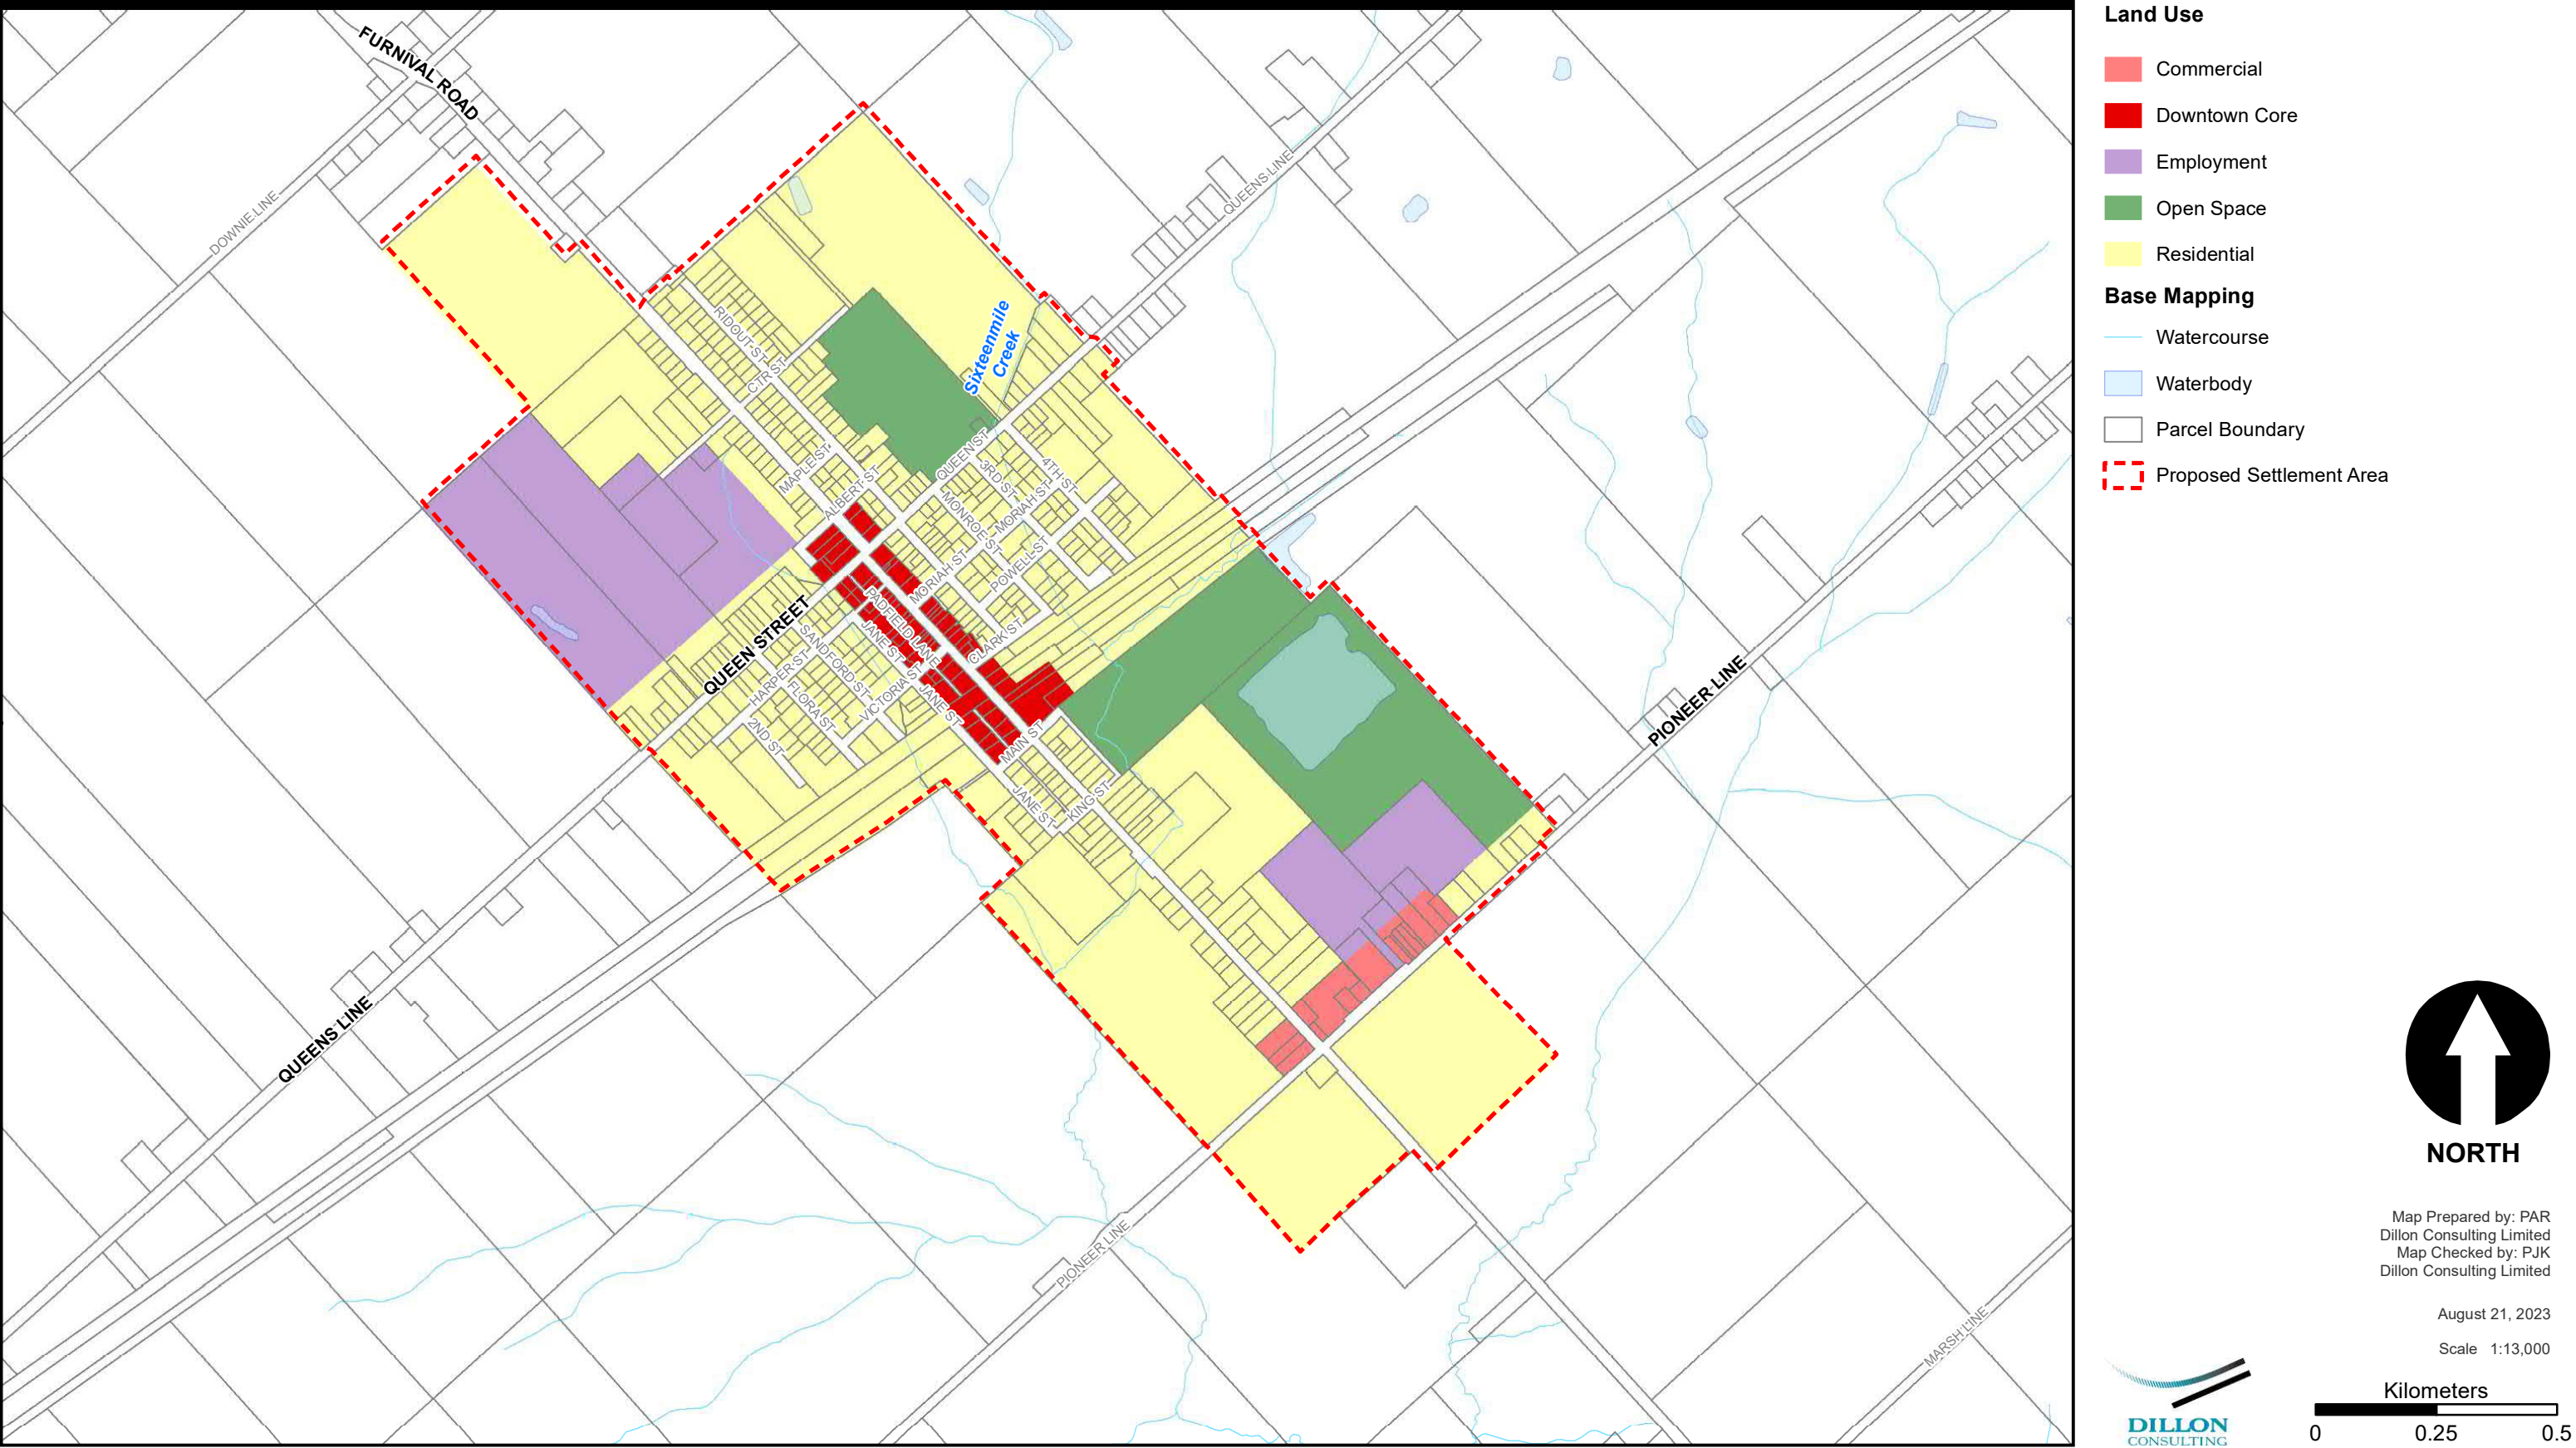 FURNIVAL ROAD
DOWNIE LINE
QUEENS LINE
RIDOUT ST
CTR ST
Sixteenmile
Creek
MAPLE ST
ALBERT ST
QUEEN ST
3RD ST
4TH ST
MONROE ST
MORIAH ST
MORIAH ST
POWELL ST
CLARK ST
PADFIELD LANE
JANE ST
QUEEN STREET
SANDFORD ST
HARPER ST
FLORA ST
VICTORIA ST
2ND ST
JANE ST
MAIN ST
JANE ST
KING ST
PIONEER LINE
QUEENS LINE
PIONEER LINE
MARSH LINE
Land Use
Commercial
Downtown Core
Employment
Open Space
Residential
Base Mapping
Watercourse
Waterbody
Parcel Boundary
Proposed Settlement Area
NORTH
Map Prepared by: PAR
Dillon Consulting Limited
Map Checked by: PJK
Dillon Consulting Limited
August 21, 2023
Scale 1:13,000
Kilometers
0 0.25 0.5
DILLON
CONSULTING